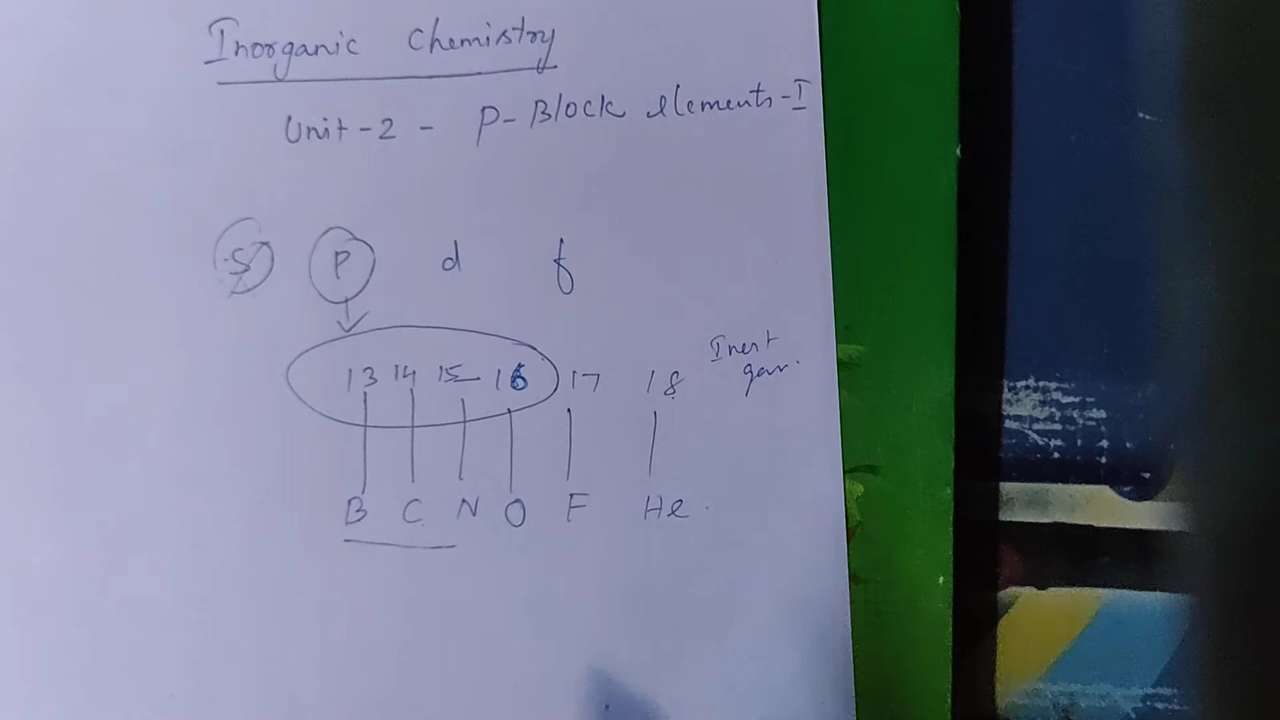 Inorganic Chemistry
Unit-2 - P-Block elements-I
S P d f
13 14 15 16 17 18 Inert gas.
B C N O F He.